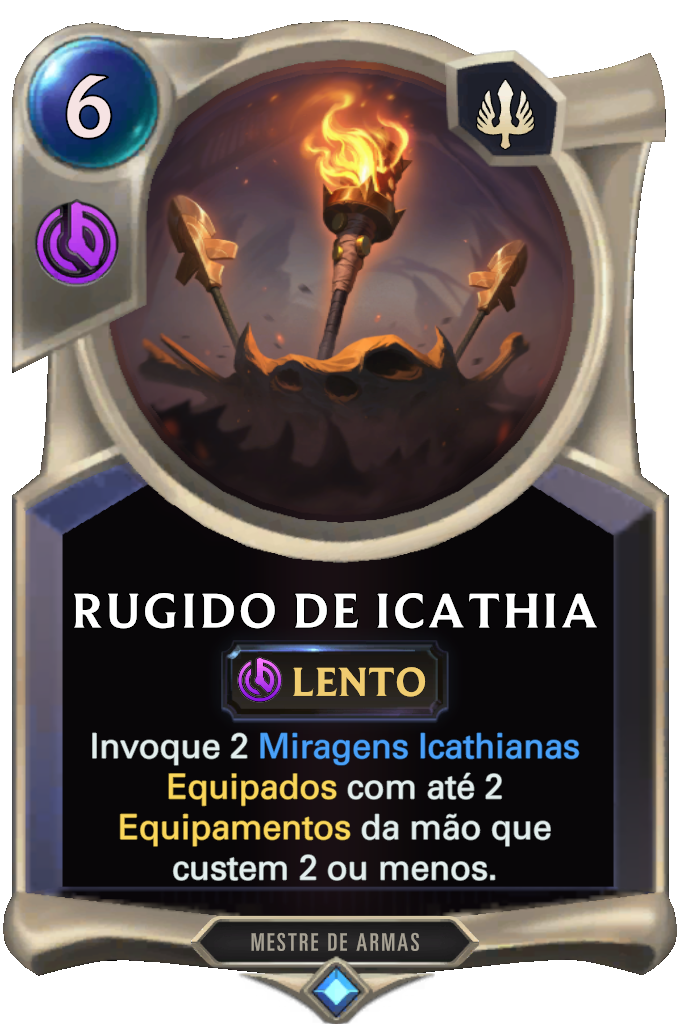 6
RUGIDO DE ICATHIA
LENTO
Invoque 2 Miragens Icathianas
Equipados com até 2
Equipamentos da mão que
custem 2 ou menos.
MESTRE DE ARMAS